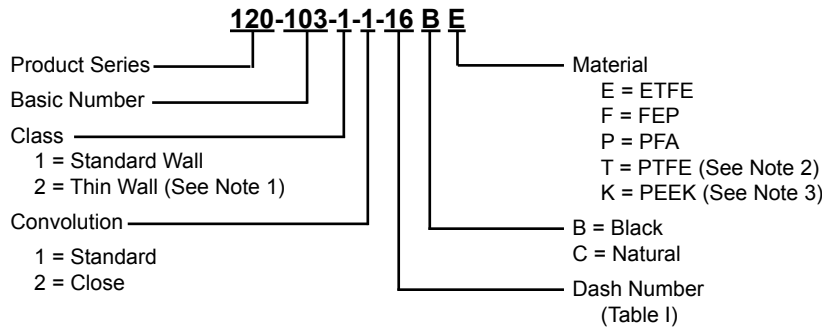 120-103-1-1-16 B E
Product Series
Basic Number
Class
1 = Standard Wall
2 = Thin Wall (See Note 1)
Convolution
1 = Standard
2 = Close
Material
E = ETFE
F = FEP
P = PFA
T = PTFE (See Note 2)
K = PEEK (See Note 3)
B = Black
C = Natural
Dash Number
(Table I)